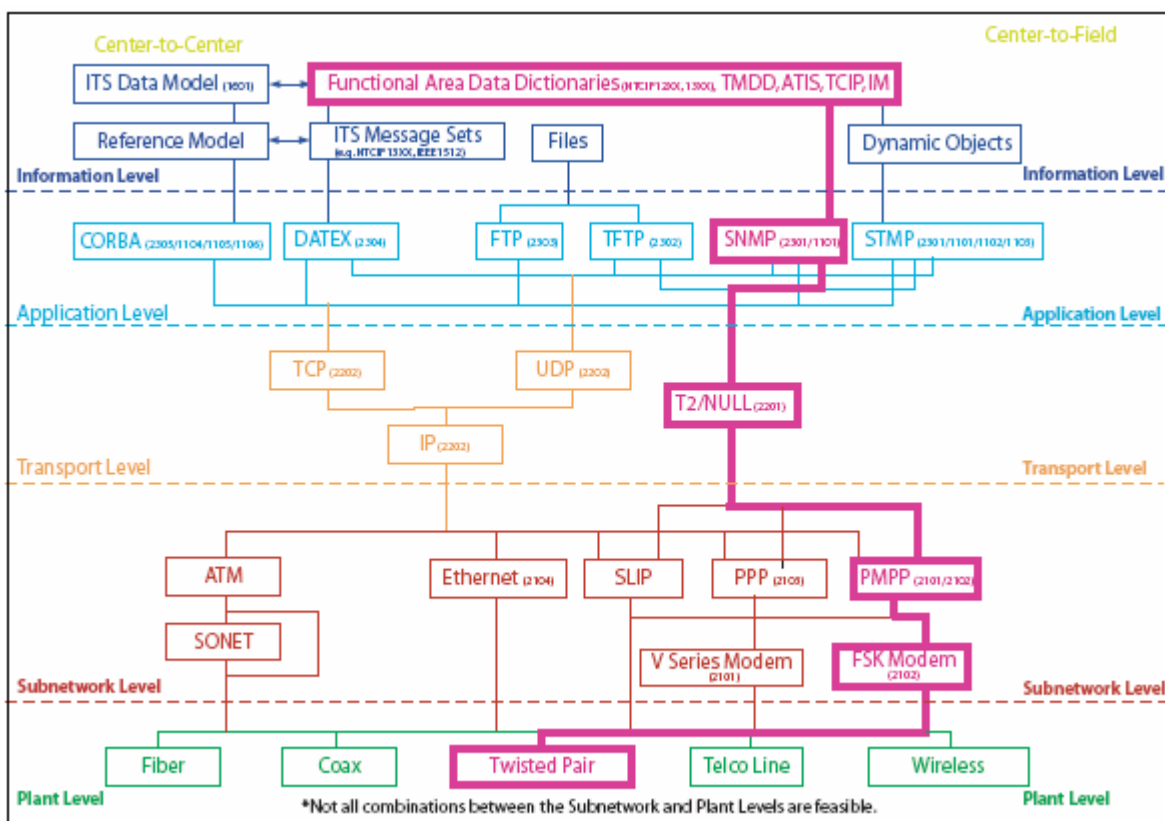 Center-to-Center
Center-to-Field
ITS Data Model (1601)
Functional Area Data Dictionaries (NTCIP12XX, 13XX), TMDD, ATIS, TCIP, IM
Reference Model
ITS Message Sets
(e.g. NTCIP 13XX, IEEE1512)
Files
Dynamic Objects
Information Level
Information Level
CORBA (2305/1104/1105/1106)
DATEX (2304)
FTP (2303)
TFTP (2302)
SNMP (2301/1101)
STMP (2301/1101/1102/1103)
Application Level
Application Level
TCP (2202)
UDP (2202)
T2/NULL (2201)
IP (2202)
Transport Level
Transport Level
ATM
Ethernet (2104)
SLIP
PPP (2103)
PMPP (2101/2102)
SONET
V Series Modem
(2101)
FSK Modem
(2102)
Subnetwork Level
Subnetwork Level
Fiber
Coax
Twisted Pair
Telco Line
Wireless
Plant Level
*Not all combinations between the Subnetwork and Plant Levels are feasible.
Plant Level